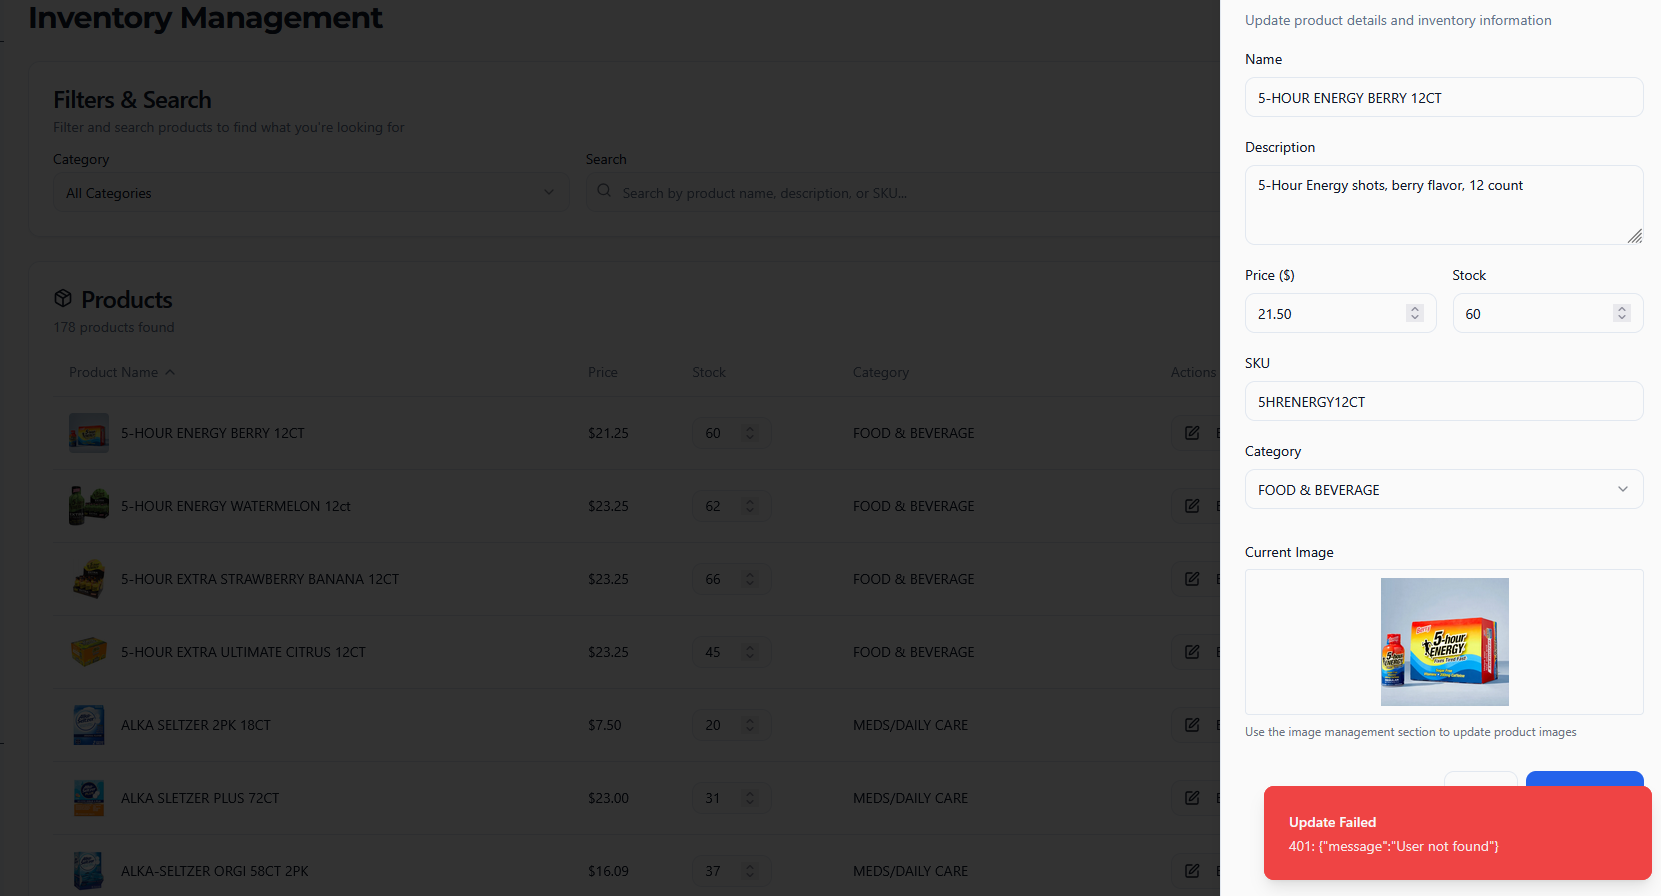 Inventory Management
Filters & Search
Filter and search products to find what you're looking for
Category
Search
All Categories
Search by product name, description, or SKU...
Products
178 products found
Product Name
Price
Stock
Category
Actions
5-HOUR ENERGY BERRY 12CT
$21.25
60
FOOD & BEVERAGE
5-HOUR ENERGY WATERMELON 12ct
$23.25
62
FOOD & BEVERAGE
5-HOUR EXTRA STRAWBERRY BANANA 12CT
$23.25
66
FOOD & BEVERAGE
5-HOUR EXTRA ULTIMATE CITRUS 12CT
$23.25
45
FOOD & BEVERAGE
ALKA SELTZER 2PK 18CT
$7.50
20
MEDS/DAILY CARE
ALKA SLETZER PLUS 72CT
$23.00
31
MEDS/DAILY CARE
ALKA-SELTZER ORGI 58CT 2PK
$16.09
37
MEDS/DAILY CARE
Update product details and inventory information
Name
5-HOUR ENERGY BERRY 12CT
Description
5-Hour Energy shots, berry flavor, 12 count
Price ($)
Stock
21.50
60
SKU
5HRENERGY12CT
Category
FOOD & BEVERAGE
Current Image
Berry
5-hour
ENERGY
5-hour
ENERGY
Use the image management section to update product images
Update Failed
401: {"message":"User not found"}